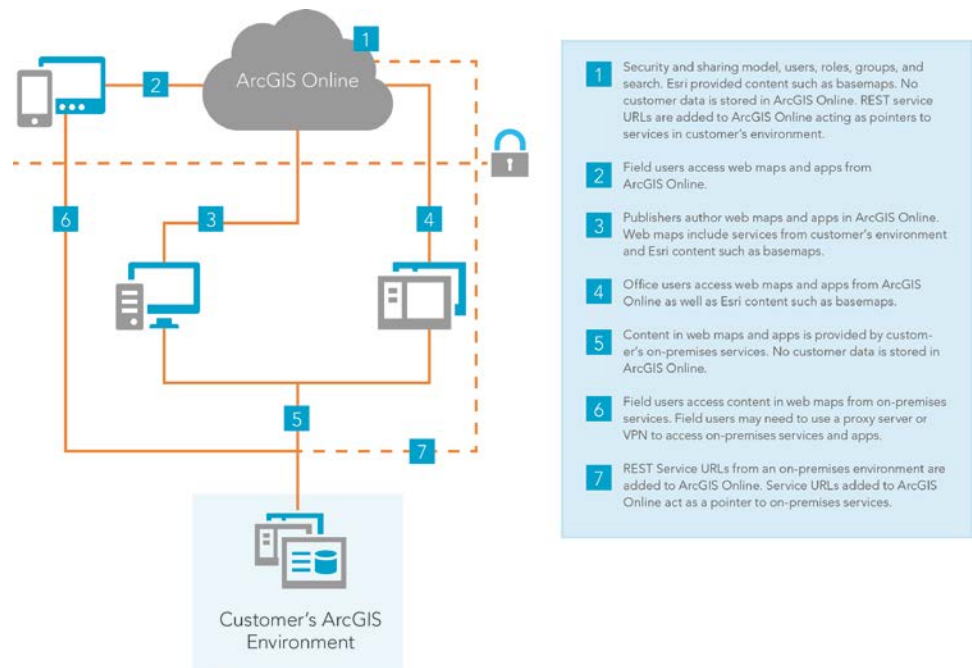 1
ArcGIS Online
2
6
3
4
5
7
Customer's ArcGIS
Environment
1
Security and sharing model, users, roles, groups, and
search. Esri provided content such as basemaps. No
customer data is stored in ArcGIS Online. REST service
URLs are added to ArcGIS Online acting as pointers to
services in customer's environment.
2
Field users access web maps and apps from
ArcGIS Online.
3
Publishers author web maps and apps in ArcGIS Online.
Web maps include services from customer's environment
and Esri content such as basemaps.
4
Office users access web maps and apps from ArcGIS
Online as well as Esri content such as basemaps.
5
Content in web maps and apps is provided by custom-
er's on-premises services. No customer data is stored in
ArcGIS Online.
6
Field users access content in web maps from on-premises
services. Field users may need to use a proxy server or
VPN to access on-premises services and apps.
7
REST Service URLs from an on-premises environment are
added to ArcGIS Online. Service URLs added to ArcGIS
Online act as a pointer to on-premises services.